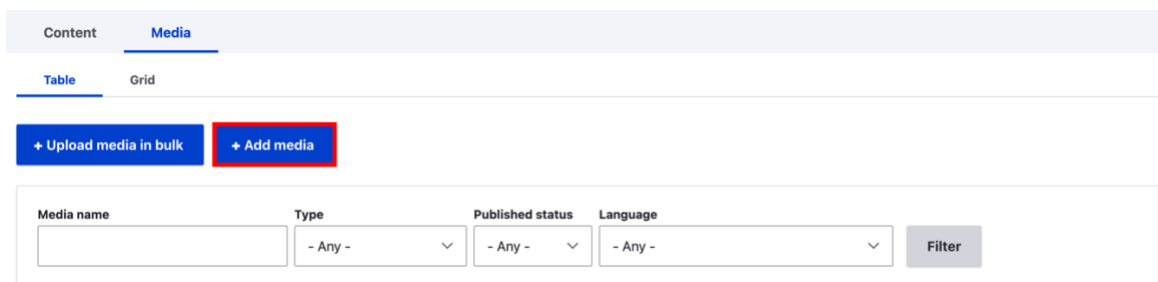 Content Media
Table Grid
+ Upload media in bulk + Add media
Media name Type Published status Language
- Any - - Any - - Any - Filter